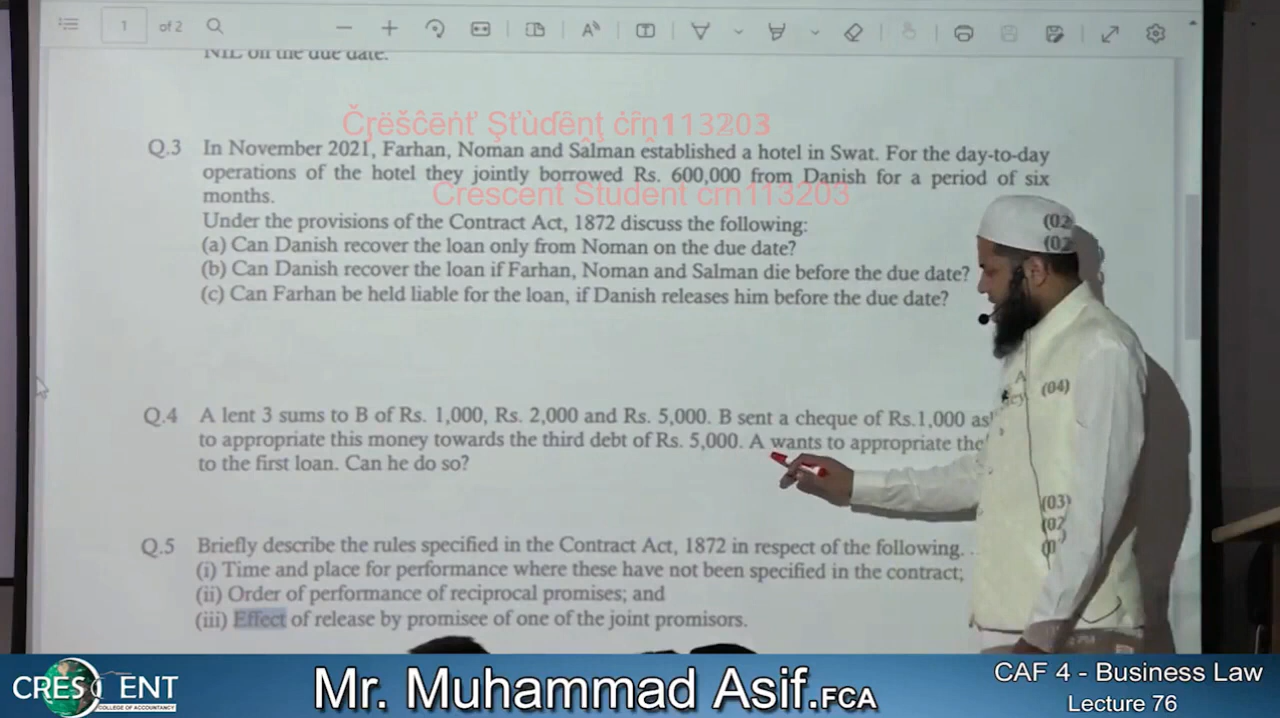 1 of 2
NIL on the due date.
Čŗëšĉēṅť Şťùďȇṇţ ċȓṉ113203
Q.3 In November 2021, Farhan, Noman and Salman established a hotel in Swat. For the day-to-day
operations of the hotel they jointly borrowed Rs. 600,000 from Danish for a period of six
Crescent Student crn113203
months.
Under the provisions of the Contract Act, 1872 discuss the following:
(a) Can Danish recover the loan only from Noman on the due date?
(b) Can Danish recover the loan if Farhan, Noman and Salman die before the due date?
(c) Can Farhan be held liable for the loan, if Danish releases him before the due date?
(04)
Q.4 A lent 3 sums to B of Rs. 1,000, Rs. 2,000 and Rs. 5,000. B sent a cheque of Rs.1,000
to appropriate this money towards the third debt of Rs. 5,000. A wants to appropriate
to the first loan. Can he do so?
(03)
Q.5 Briefly describe the rules specified in the Contract Act, 1872 in respect of the following.
(i) Time and place for performance where these have not been specified in the contract;
(ii) Order of performance of reciprocal promises; and
(iii) Effect of release by promisee of one of the joint promisors.
CRESCENT
COLLEGE OF ACCOUNTANCY
Mr. Muhammad Asif.FCA
CAF 4 - Business Law
Lecture 76